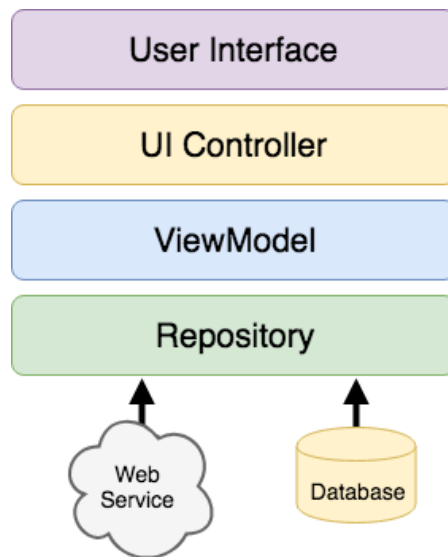 User Interface
UI Controller
ViewModel
Repository
Web
Service
Database